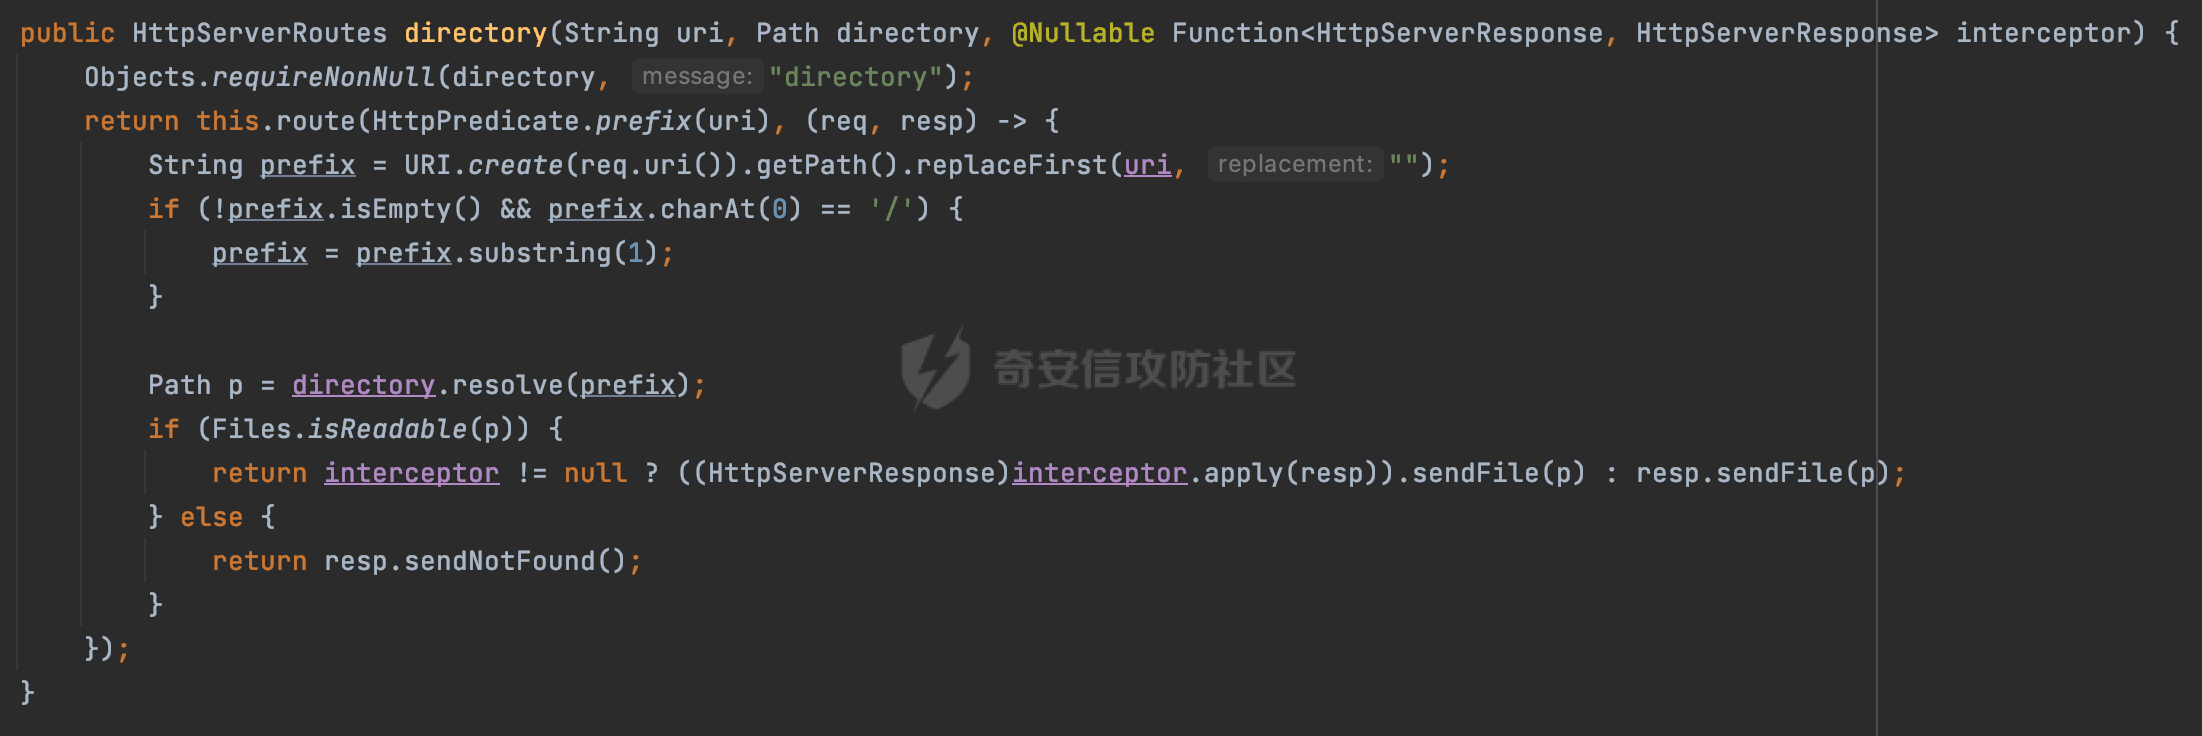 public HttpServerRoutes directory(String uri, Path directory, @Nullable Function<HttpServerResponse, HttpServerResponse> interceptor) {
    Objects.requireNonNull(directory, message: "directory");
    return this.route(HttpPredicate.prefix(uri), (req, resp) -> {
        String prefix = URI.create(req.uri()).getPath().replaceFirst(uri, replacement: "");
        if (!prefix.isEmpty() && prefix.charAt(0) == '/') {
            prefix = prefix.substring(1);
        }
奇安信攻防社区
        Path p = directory.resolve(prefix);
        if (Files.isReadable(p)) {
            return interceptor != null ? ((HttpServerResponse)interceptor.apply(resp)).sendFile(p) : resp.sendFile(p);
        } else {
            return resp.sendNotFound();
        }
    });
}